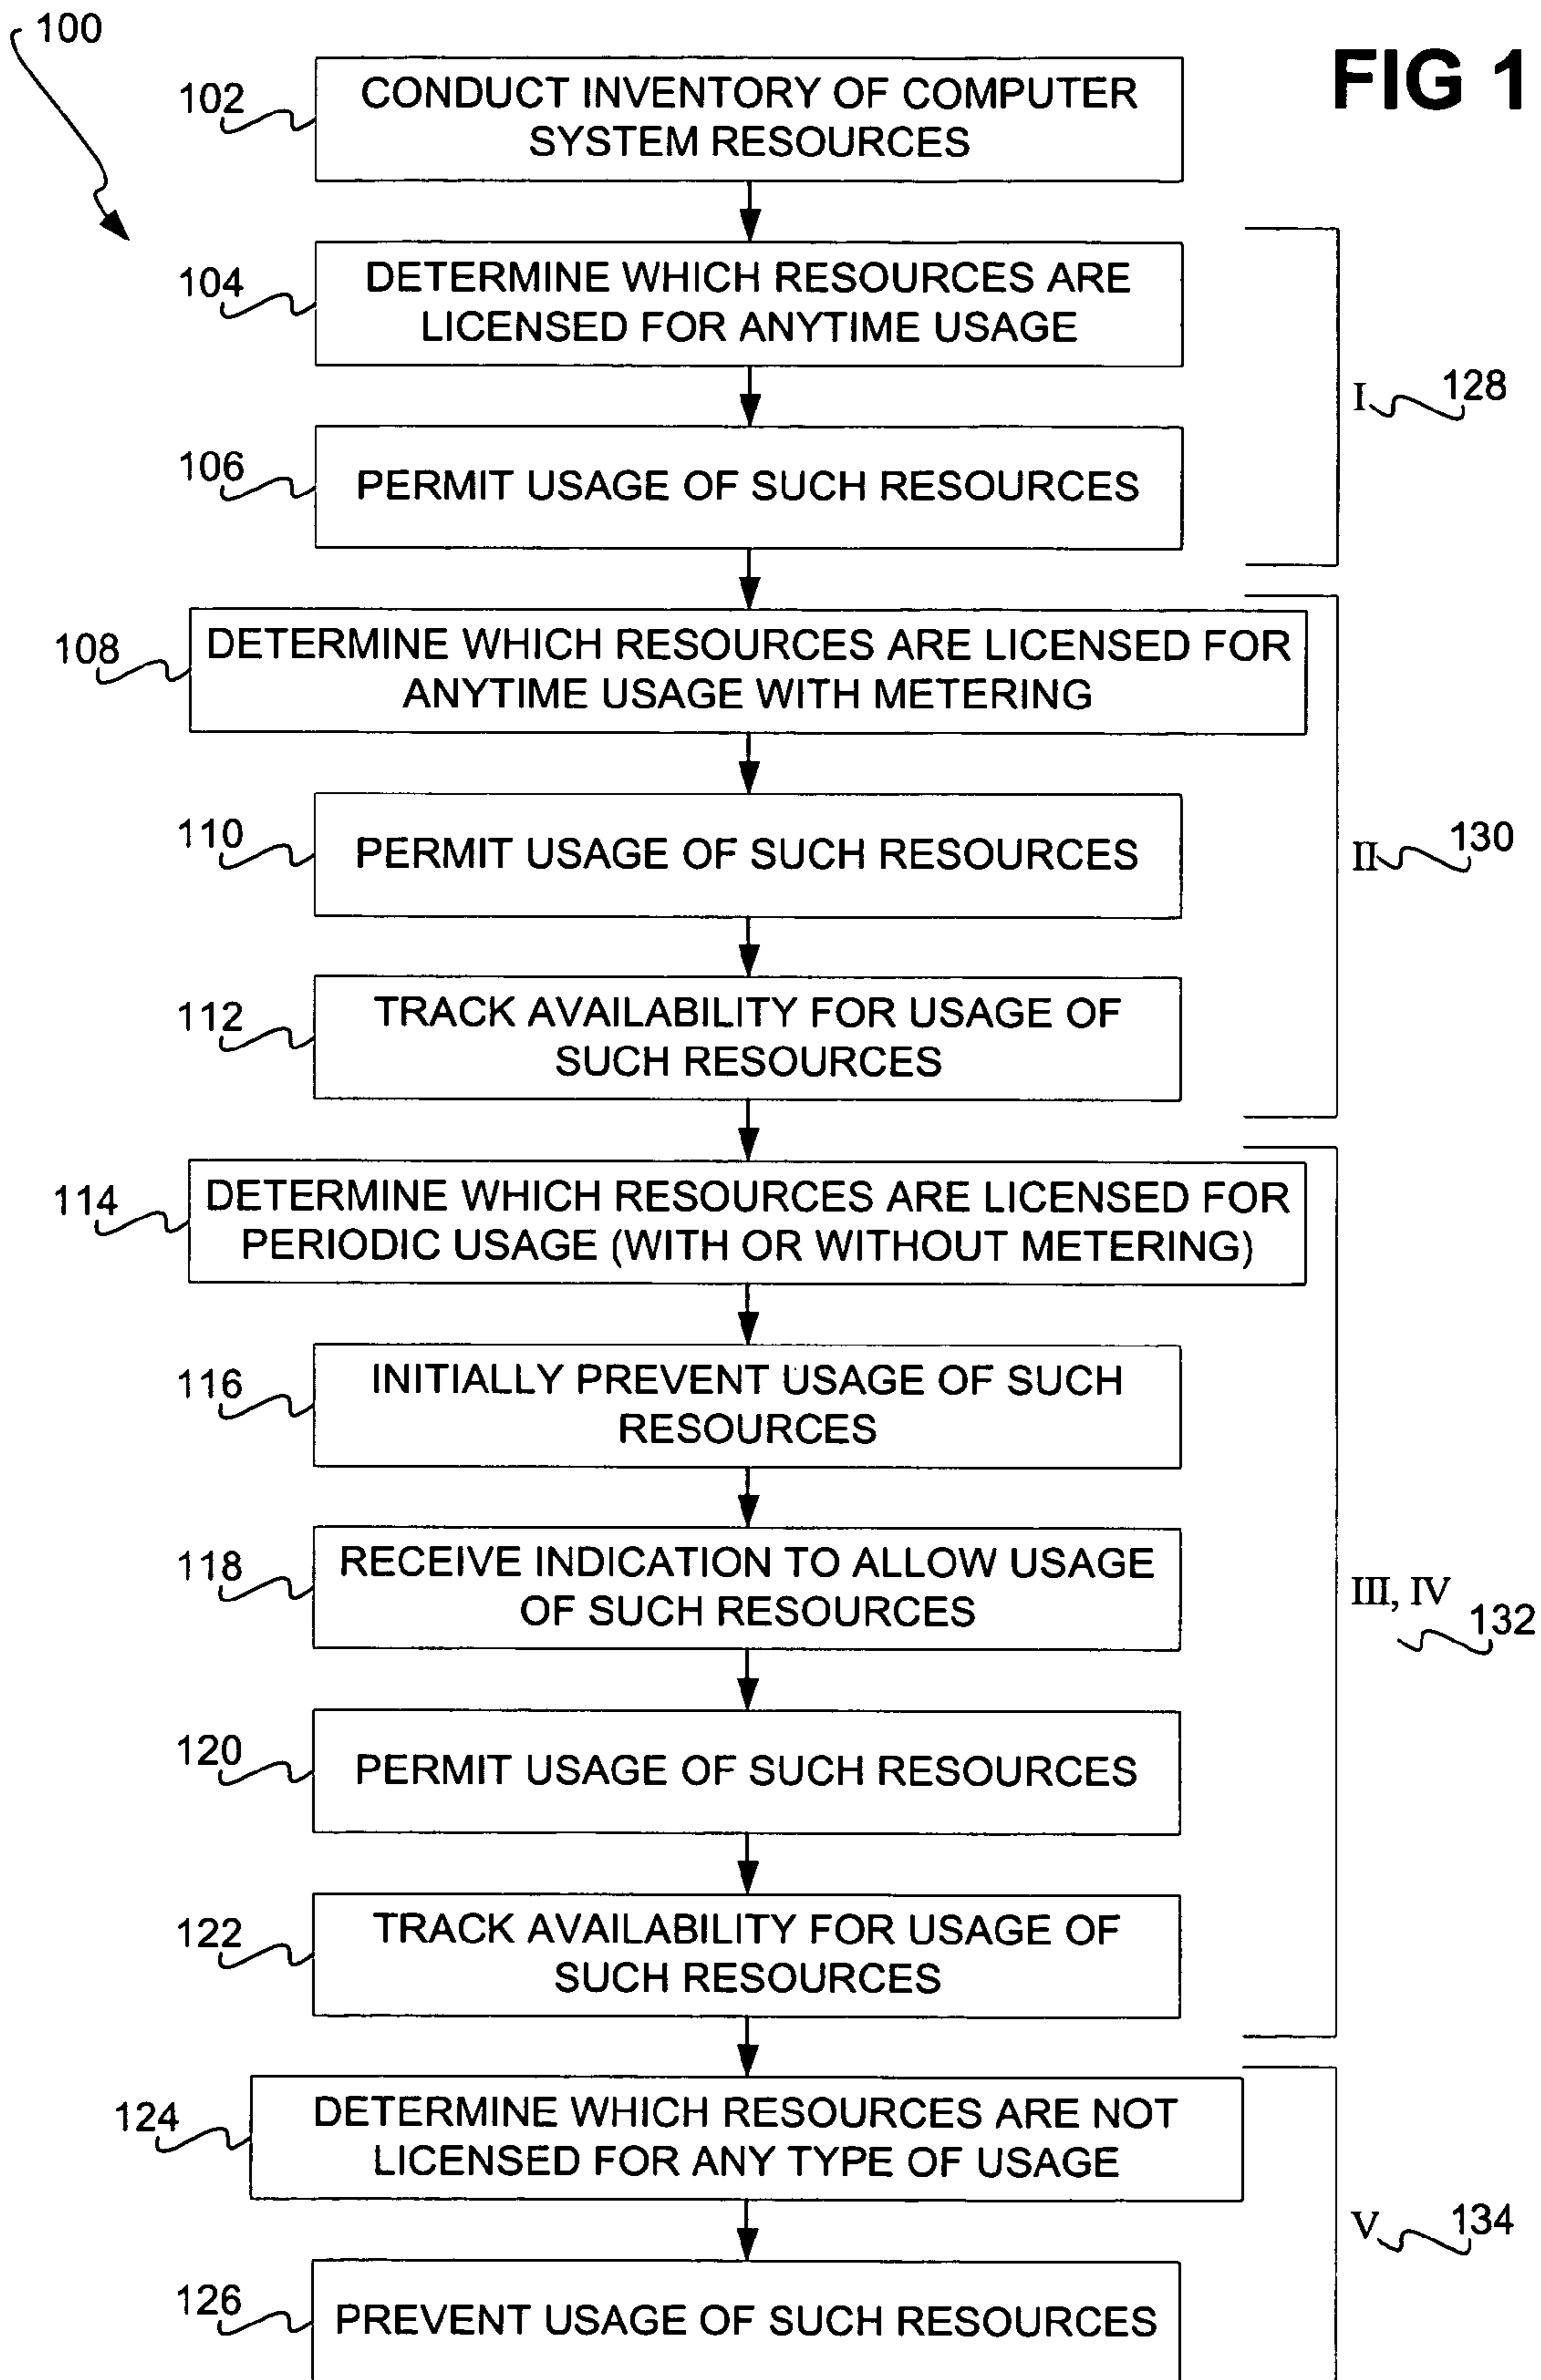 100
FIG 1
102
CONDUCT INVENTORY OF COMPUTER
SYSTEM RESOURCES
104
DETERMINE WHICH RESOURCES ARE
LICENSED FOR ANYTIME USAGE
I
128
106
PERMIT USAGE OF SUCH RESOURCES
108
DETERMINE WHICH RESOURCES ARE LICENSED FOR
ANYTIME USAGE WITH METERING
110
PERMIT USAGE OF SUCH RESOURCES
II
130
112
TRACK AVAILABILITY FOR USAGE OF
SUCH RESOURCES
114
DETERMINE WHICH RESOURCES ARE LICENSED FOR
PERIODIC USAGE (WITH OR WITHOUT METERING)
116
INITIALLY PREVENT USAGE OF SUCH
RESOURCES
118
RECEIVE INDICATION TO ALLOW USAGE
OF SUCH RESOURCES
III, IV
132
120
PERMIT USAGE OF SUCH RESOURCES
122
TRACK AVAILABILITY FOR USAGE OF
SUCH RESOURCES
124
DETERMINE WHICH RESOURCES ARE NOT
LICENSED FOR ANY TYPE OF USAGE
V
134
126
PREVENT USAGE OF SUCH RESOURCES